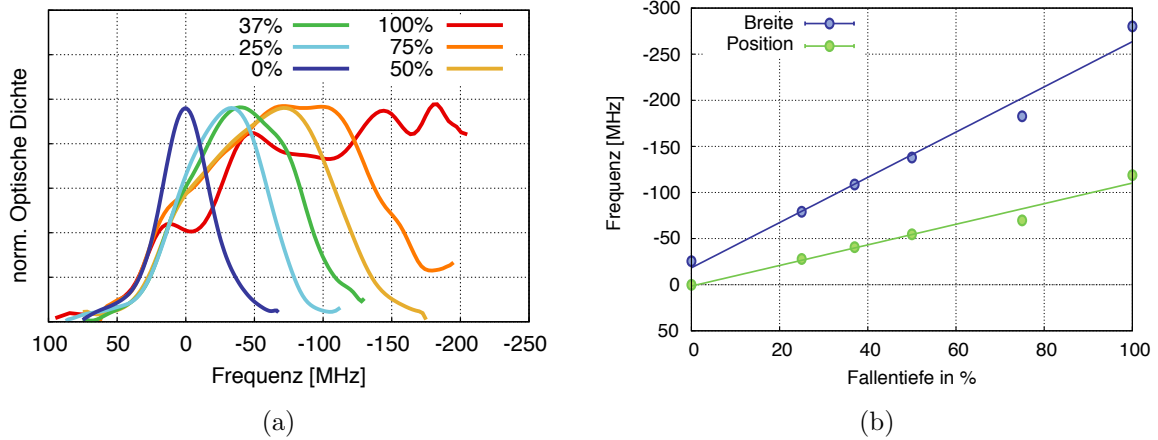 37% 100%
25% 75%
0% 50%
norm. Optische Dichte
100 50 0 -50 -100 -150 -200 -250
Frequenz [MHz]
(a)
Breite
Position
-300
-250
-200
-150
-100
-50
0
50
Frequenz [MHz]
0 20 40 60 80 100
Fallentiefe in %
(b)